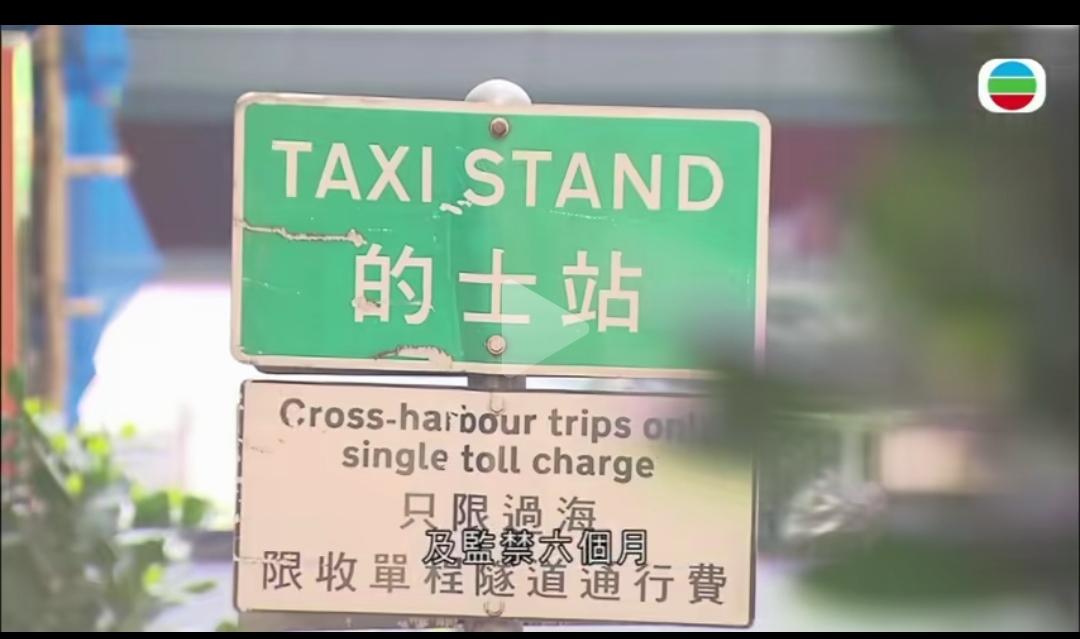 TAXI STAND
的士站
Cross-harbour trips only
single toll charge
只限過海
及監禁六個月
限收單程隧道通行費